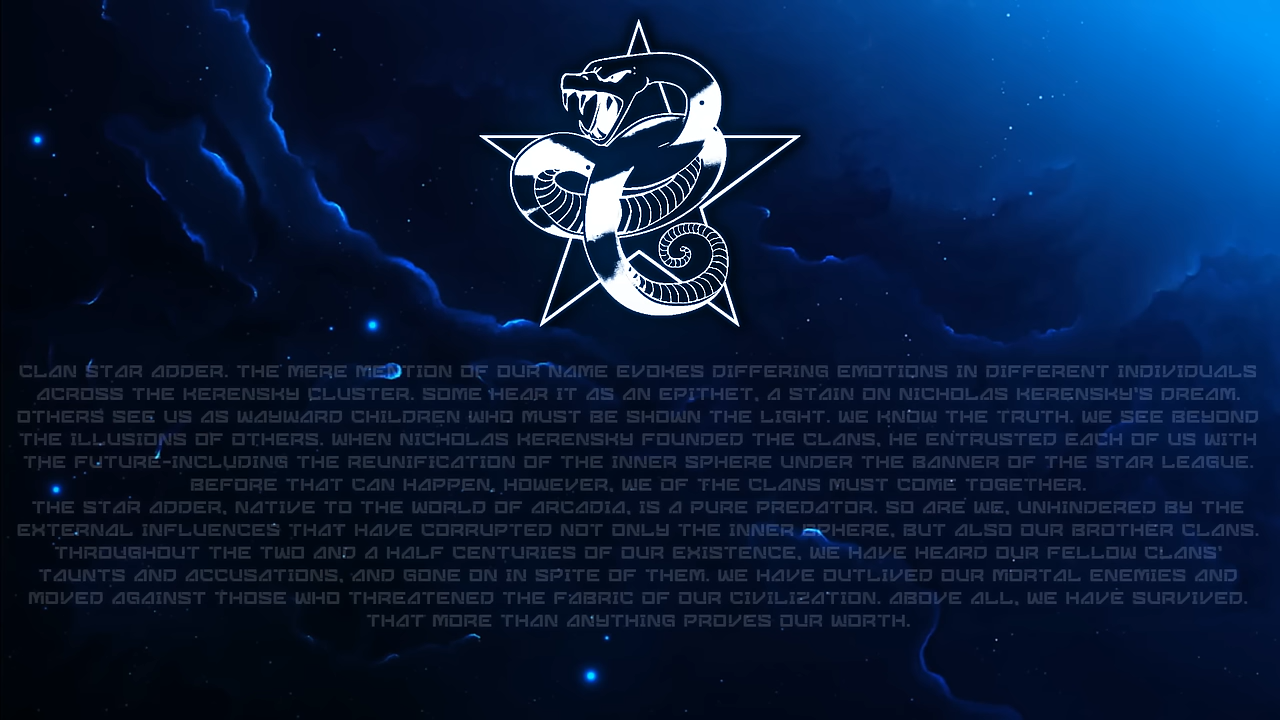 CLAN STAR ADDER. THE MERE MENTION OF OUR NAME EVOKES DIFFERING EMOTIONS IN DIFFERENT INDIVIDUALS
ACROSS THE KERENSKY CLUSTER. SOME HEAR IT AS AN EPITHET, A STAIN ON NICHOLAS KERENSKY'S DREAM.
OTHERS SEE US AS WAYWARD CHILDREN WHO MUST BE SHOWN THE LIGHT. WE KNOW THE TRUTH. WE SEE BEYOND
THE ILLUSIONS OF OTHERS. WHEN NICHOLAS KERENSKY FOUNDED THE CLANS, HE ENTRUSTED EACH OF US WITH
THE FUTURE-INCLUDING THE REUNIFICATION OF THE INNER SPHERE UNDER THE BANNER OF THE STAR LEAGUE.
BEFORE THAT CAN HAPPEN, HOWEVER, WE OF THE CLANS MUST COME TOGETHER.
THE STAR ADDER, NATIVE TO THE WORLD OF ARCADIA, IS A PURE PREDATOR. SO ARE WE, UNHINDERED BY THE
EXTERNAL INFLUENCES THAT HAVE CORRUPTED NOT ONLY THE INNER SPHERE, BUT ALSO OUR BROTHER CLANS.
THROUGHOUT THE TWO AND A HALF CENTURIES OF OUR EXISTENCE, WE HAVE HEARD OUR FELLOW CLANS'
TAUNTS AND ACCUSATIONS, AND GONE ON IN SPITE OF THEM. WE HAVE OUTLIVED OUR MORTAL ENEMIES AND
MOVED AGAINST THOSE WHO THREATENED THE FABRIC OF OUR CIVILIZATION. ABOVE ALL, WE HAVE SURVIVED.
THAT MORE THAN ANYTHING PROVES OUR WORTH.